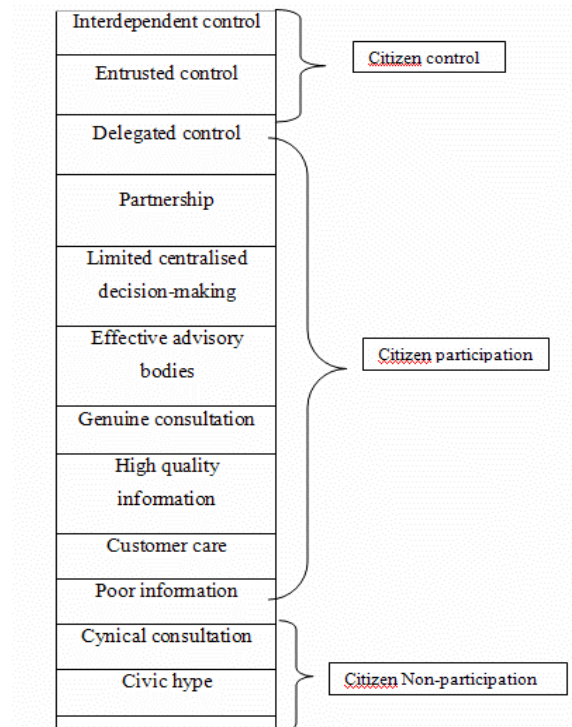 Interdependent control
Entrusted control
Citizen control
Delegated control
Partnership
Limited centralised
decision-making
Effective advisory
bodies
Citizen participation
Genuine consultation
High quality
information
Customer care
Poor information
Cynical consultation
Civic hype
Citizen Non-participation